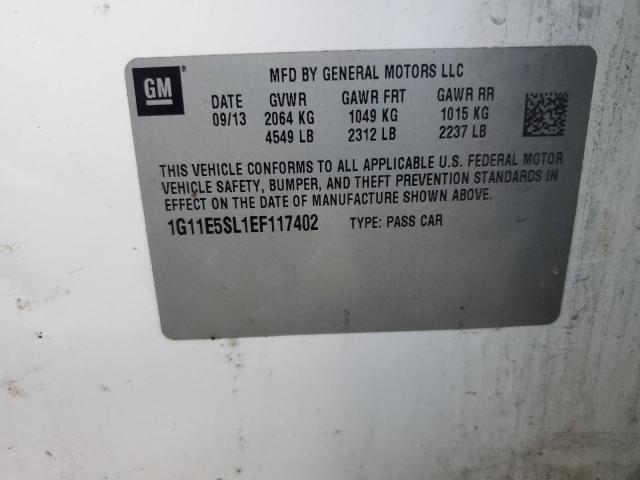 GM ®
MFD BY GENERAL MOTORS LLC
DATE GVWR GAWR FRT GAWR RR
09/13 2064 KG 1049 KG 1015 KG
4549 LB 2312 LB 2237 LB
THIS VEHICLE CONFORMS TO ALL APPLICABLE U.S. FEDERAL MOTOR
VEHICLE SAFETY, BUMPER, AND THEFT PREVENTION STANDARDS IN
EFFECT ON THE DATE OF MANUFACTURE SHOWN ABOVE.
1G11E5SL1EF117402 TYPE: PASS CAR